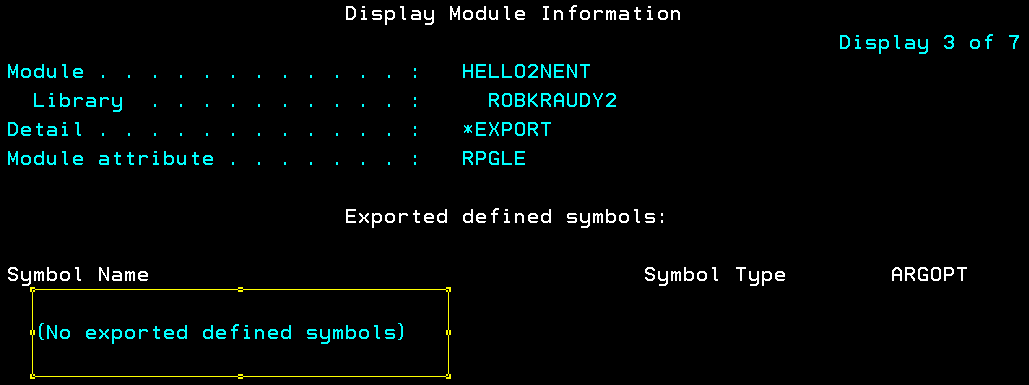 Display Module Information
Display 3 of 7
Module . . . . . . . . . . . . . : HELLO2NENT
Library . . . . . . . . . . . : ROBKRAUDY2
Detail . . . . . . . . . . . . . : *EXPORT
Module attribute . . . . . . . . : RPGLE
Exported defined symbols:
Symbol Name Symbol Type ARGOPT
(No exported defined symbols)